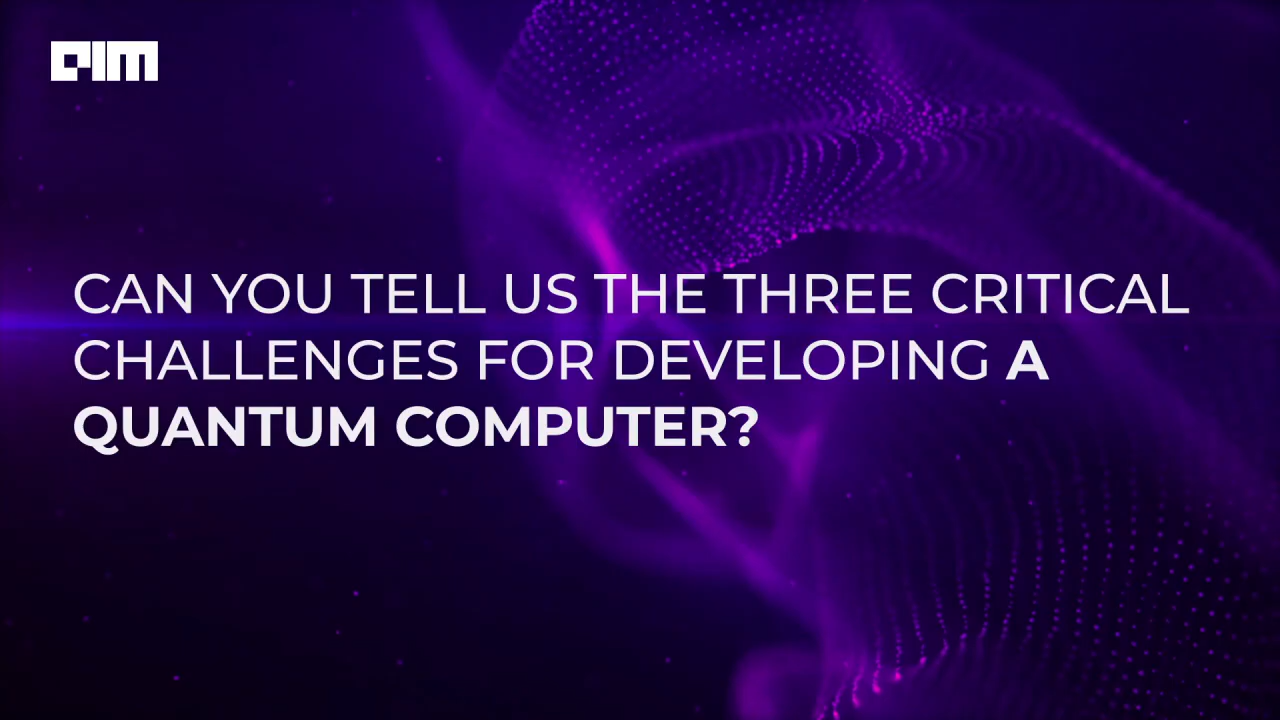 AIM
CAN YOU TELL US THE THREE CRITICAL
CHALLENGES FOR DEVELOPING A
QUANTUM COMPUTER?